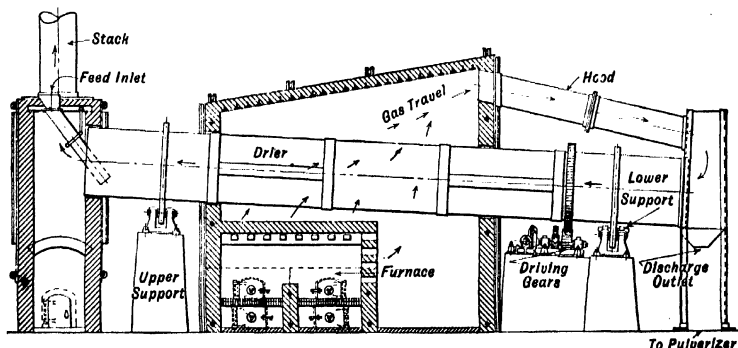 Stack
Feed Inlet
Hood
Gas Travel
Drier
Lower
Support
Upper
Support
Furnace
Driving
Gears
Discharge
Outlet
To Pulverizer